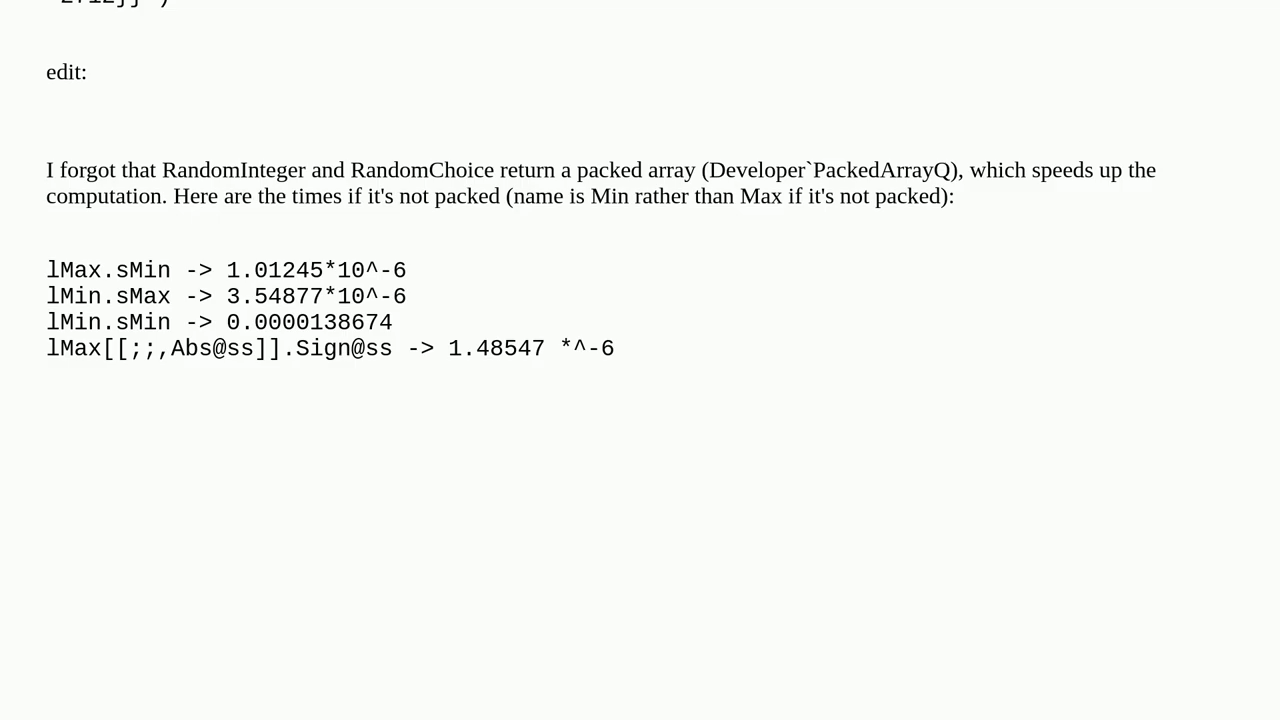 edit:
I forgot that RandomInteger and RandomChoice return a packed array (Developer`PackedArrayQ), which speeds up the
computation. Here are the times if it's not packed (name is Min rather than Max if it's not packed):
lMax.sMin -> 1.01245*10^-6
lMin.sMax -> 3.54877*10^-6
lMin.sMin -> 0.0000138674
lMax[[;;,Abs@ss]].Sign@ss -> 1.48547 *^-6